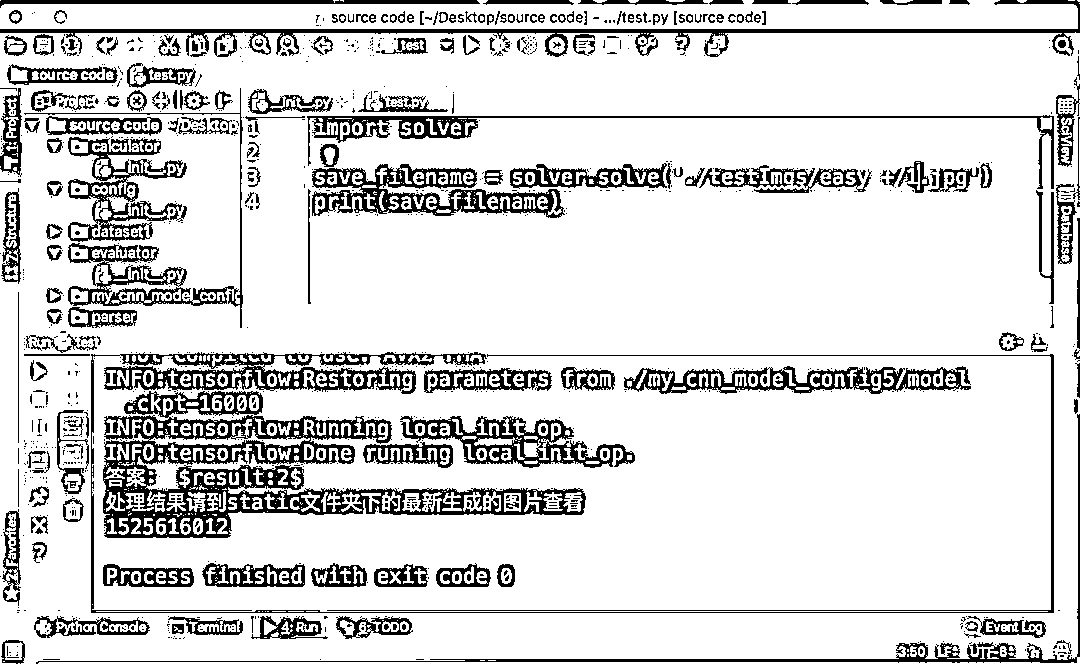 source code [~/Desktop/source code] - .../test.py [source code]
Test
source code test.py
Project
__init__.py test.py
1: Project
source code ~/Desktop
calculator
__init__.py
config
__init__.py
dataset1
evaluator
__init__.py
my_cnn_model_config
parser
1 import solver
2
3 save_filename = solver.solve('./testimgs/easy +/1.jpg')
4 print(save_filename)
SciView
Database
7: Structure
2: Favorites
Run test
not compiled to use: AVX2 FMA
INFO:tensorflow:Restoring parameters from ./my_cnn_model_config5/model
.ckpt-16000
INFO:tensorflow:Running local_init_op.
INFO:tensorflow:Done running local_init_op.
答案: $result:2$
处理结果请到static文件夹下的最新生成的图片查看
1525616012
Process finished with exit code 0
Python Console Terminal 4: Run 6: TODO Event Log
3:50 LF: UTF-8: